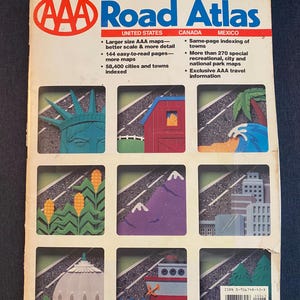 AAA Road Atlas
UNITED STATES CANADA MEXICO
• Larger size AAA maps—
better scale & more detail
• 144 easy-to-read pages—
more maps
• 58,400 cities and towns
indexed
• Same-page indexing of
towns
• More than 270 special
recreational, city and
national park maps
• Exclusive AAA travel
information